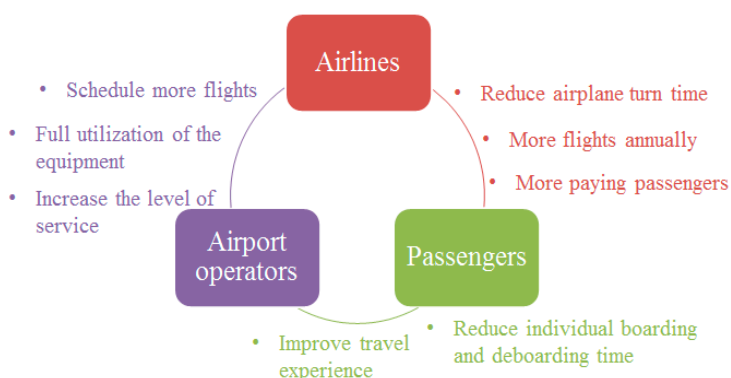 Airlines
• Schedule more flights
• Full utilization of the
equipment
• Increase the level of
service
• Reduce airplane turn time
• More flights annually
• More paying passengers
Airport
operators
Passengers
• Improve travel
experience
• Reduce individual boarding
and deboarding time